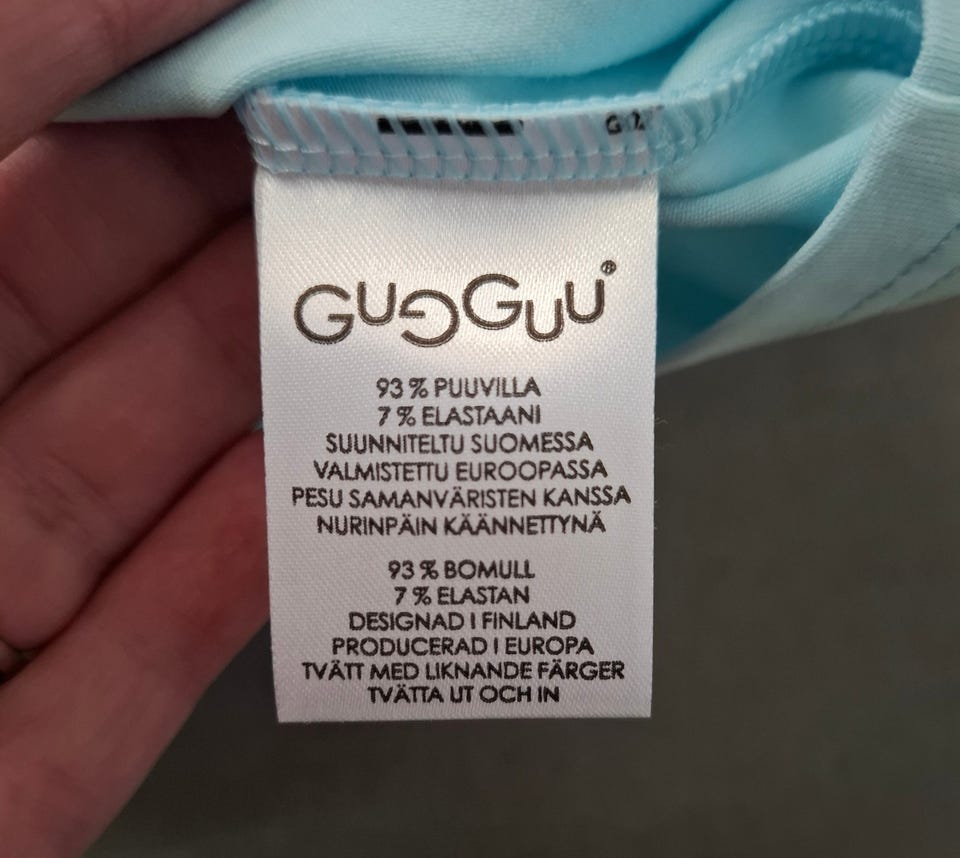 GUGGUU®
93 % PUUVILLA
7 % ELASTAANI
SUUNNITELTU SUOMESSA
VALMISTETTU EUROOPASSA
PESU SAMANVÄRISTEN KANSSA
NURINPÄIN KÄÄNNETTYNÄ
93 % BOMULL
7 % ELASTAN
DESIGNAD I FINLAND
PRODUCERAD I EUROPA
TVÄTT MED LIKNANDE FÄRGER
TVÄTTA UT OCH IN